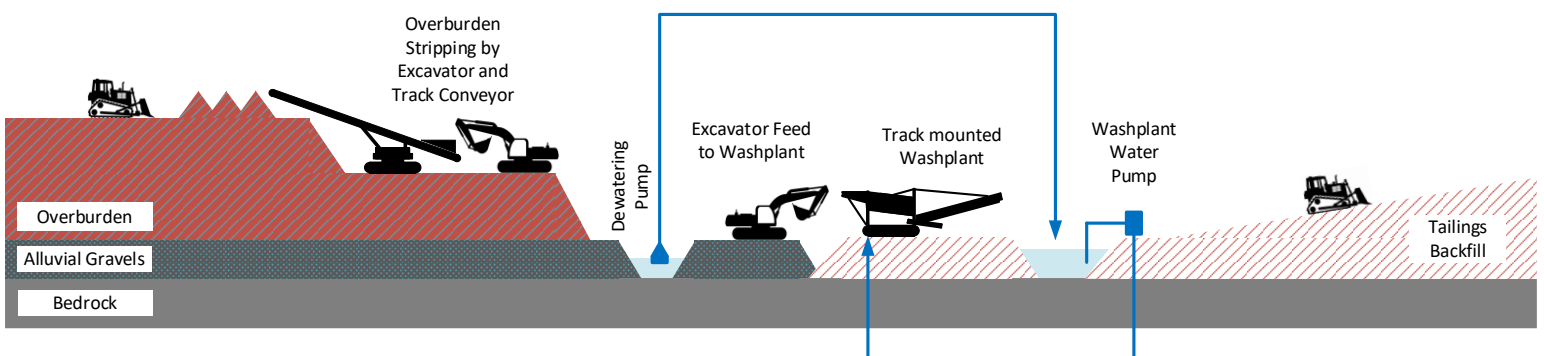 Overburden
Stripping by
Excavator and
Track Conveyor
Dewatering
Pump
Excavator Feed
to Washplant
Track mounted
Washplant
Washplant
Water
Pump
Overburden
Alluvial Gravels
Bedrock
Tailings
Backfill